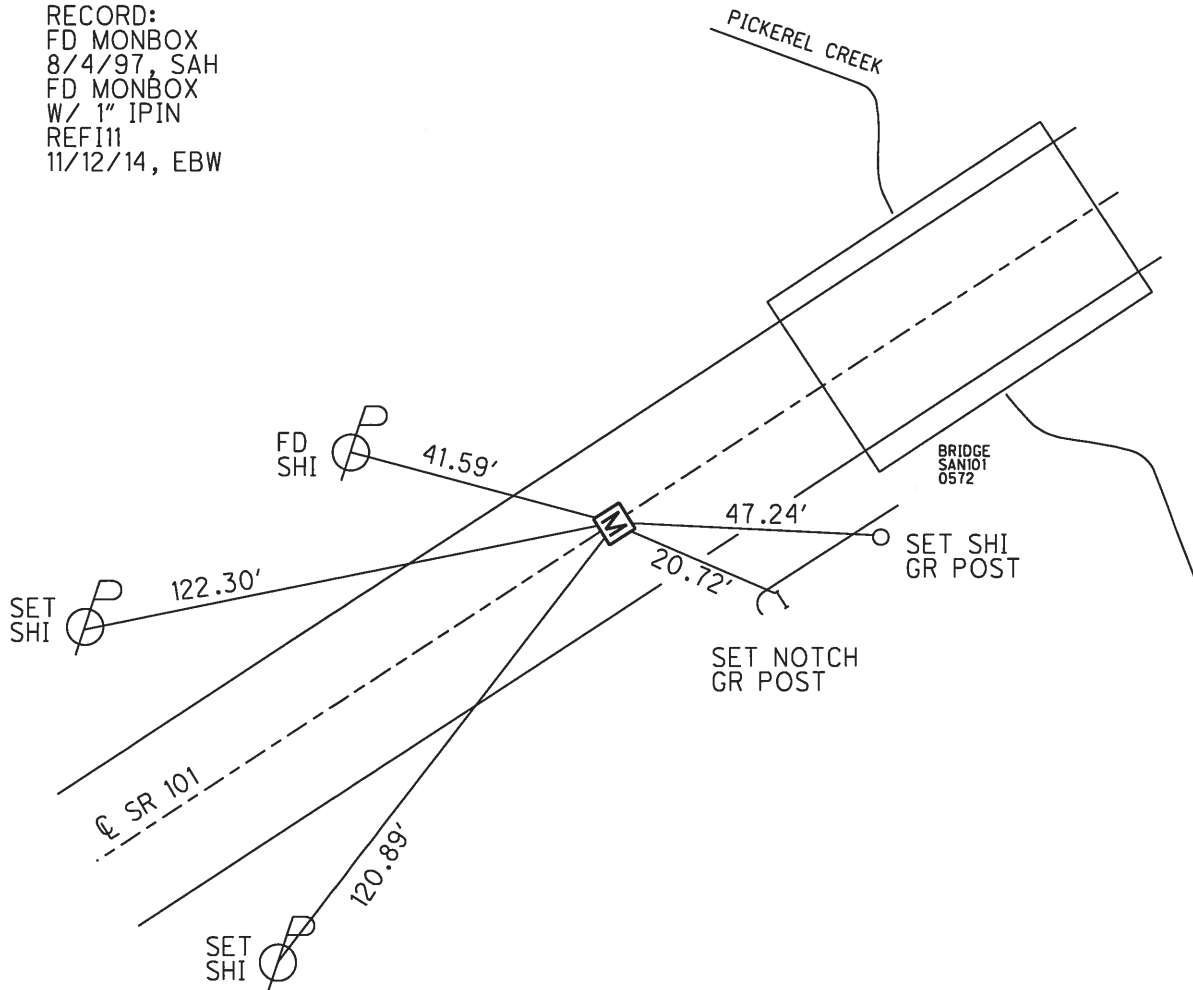 RECORD:
FD MONBOX
8/4/97, SAH
FD MONBOX
W/ 1" IPIN
REFI11
11/12/14, EBW
PICKEREL CREEK
BRIDGE
SAN101
0572
FD
SHI
41.59'
M
47.24'
SET SHI
GR POST
20.72'
SET NOTCH
GR POST
SET
SHI
122.30'
℄ SR 101
120.89'
SET
SHI